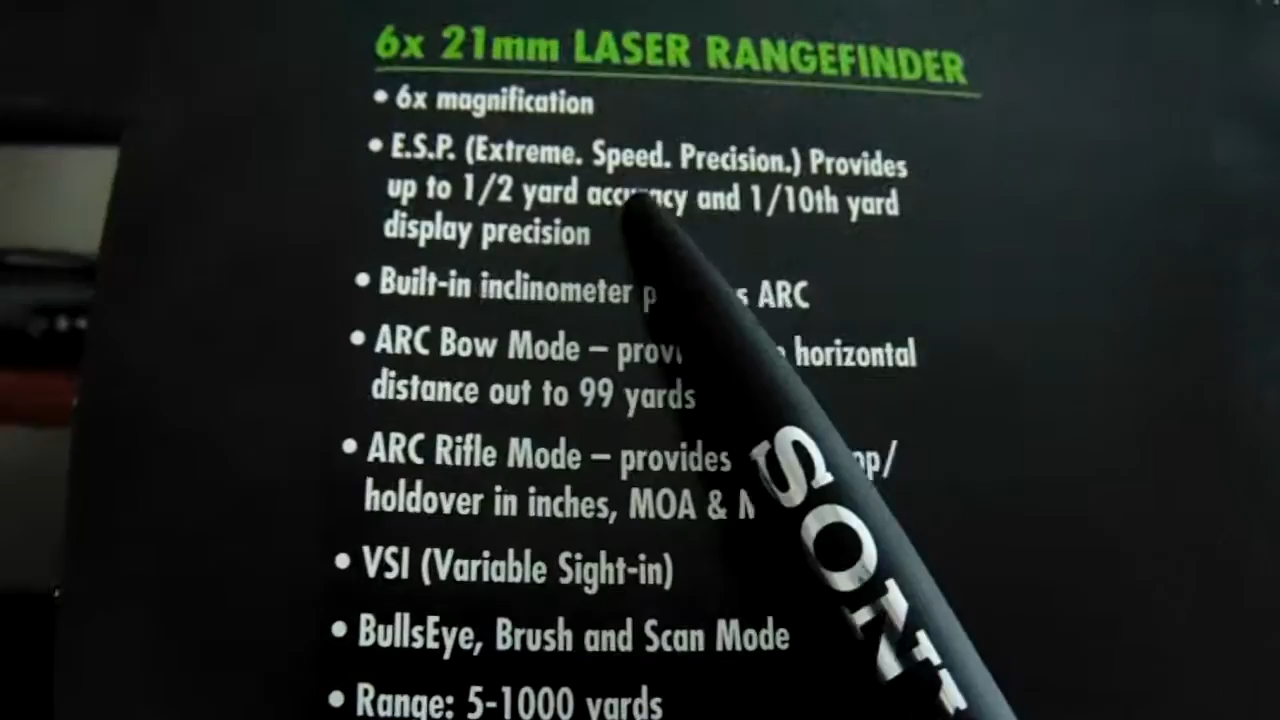 6x 21mm LASER RANGEFINDER
• 6x magnification
• E.S.P. (Extreme. Speed. Precision.) Provides
up to 1/2 yard accuracy and 1/10th yard
display precision
• Built-in inclinometer ARC
• ARC Bow Mode – horizontal
distance out to 99 yards
• ARC Rifle Mode – provides
holdover in inches, MOA &
• VSI (Variable Sight-in)
• BullsEye, Brush and Scan Mode
• Range: 5-1000 yards
SONY